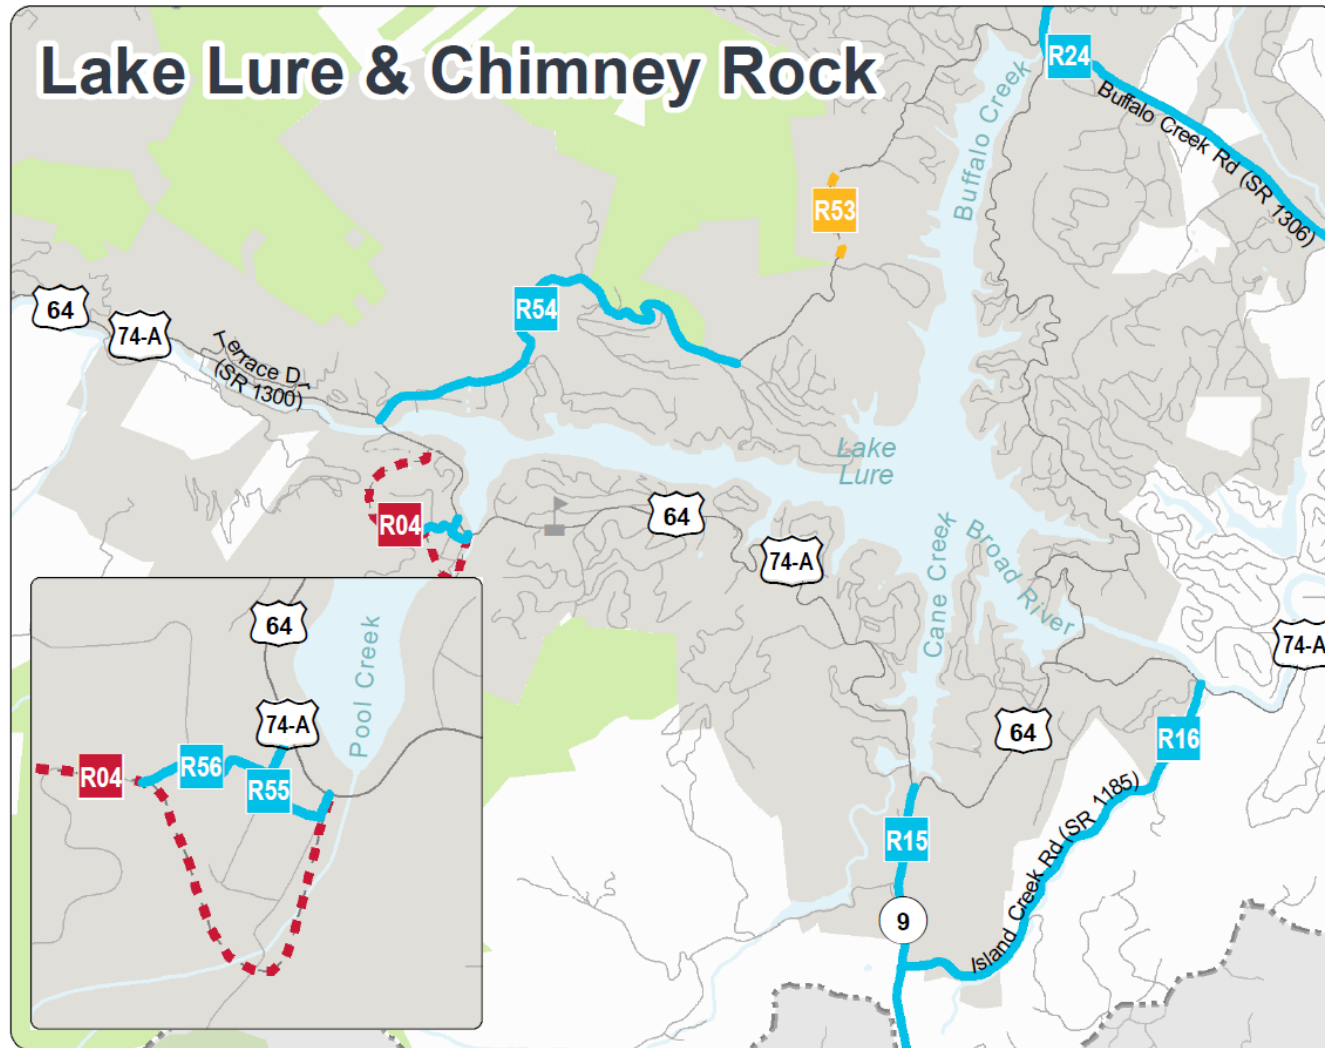 Lake Lure & Chimney Rock
R24
Buffalo Creek Rd (SR 1306)
Buffalo Creek
R53
R54
64
74-A
Terrace Dr
(SR 1300)
Lake
Lure
R04
64
74-A
Cane Creek
Broad River
74-A
64
R16
R15
Island Creek Rd (SR 1185)
9
64
Pool Creek
74-A
R04
R56
R55